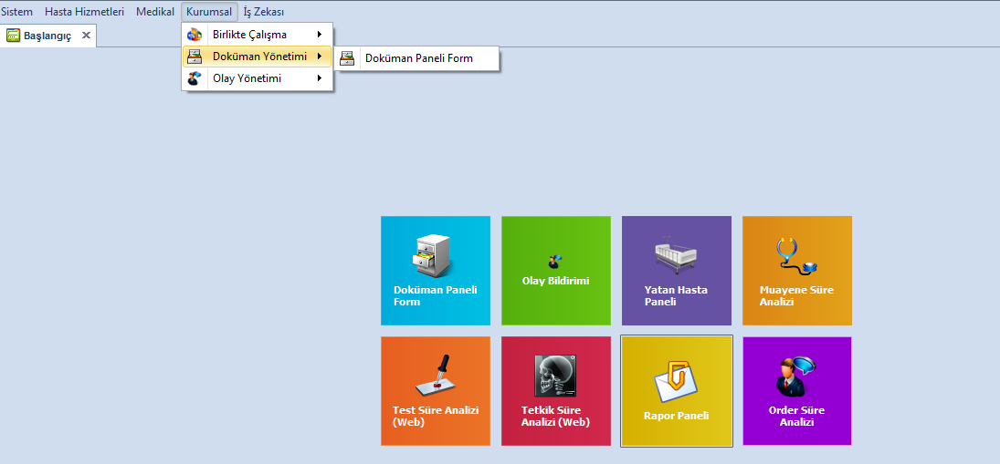 Sistem Hasta Hizmetleri Medikal Kurumsal İş Zekası
Başlangıç
Birlikte Çalışma
Doküman Yönetimi
Doküman Paneli Form
Olay Yönetimi
Doküman Paneli
Form
Olay Bildirimi
Yatan Hasta
Paneli
Muayene Süre
Analizi
Test Süre Analizi
(Web)
Tetkik Süre
Analizi (Web)
Rapor Paneli
Order Süre
Analizi